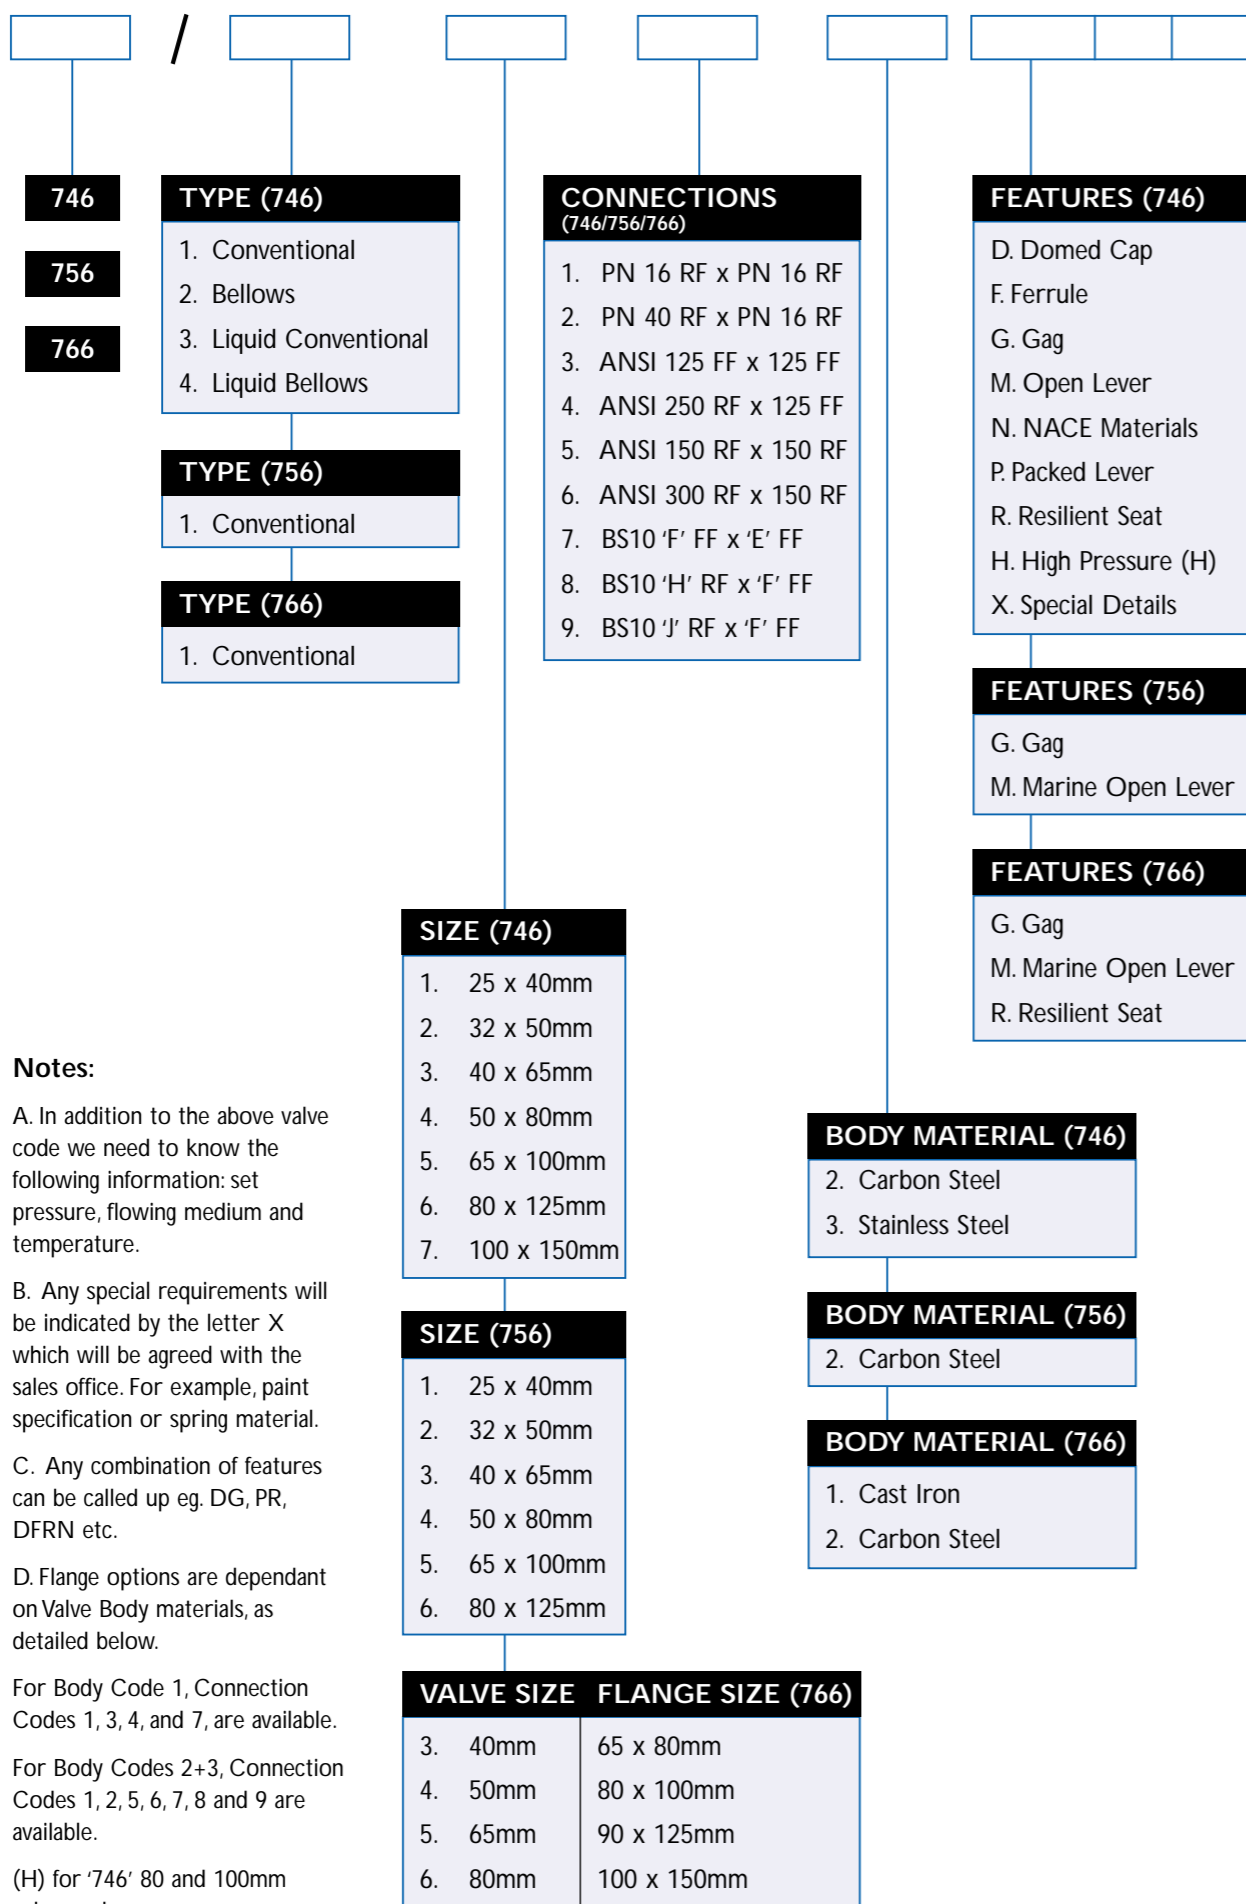 /
746
756
766
TYPE (746)
1. Conventional
2. Bellows
3. Liquid Conventional
4. Liquid Bellows
TYPE (756)
1. Conventional
TYPE (766)
1. Conventional
CONNECTIONS
(746/756/766)
1. PN 16 RF x PN 16 RF
2. PN 40 RF x PN 16 RF
3. ANSI 125 FF x 125 FF
4. ANSI 250 RF x 125 FF
5. ANSI 150 RF x 150 RF
6. ANSI 300 RF x 150 RF
7. BS10 ‘F’ FF x ‘E’ FF
8. BS10 ‘H’ RF x ‘F’ FF
9. BS10 ‘J’ RF x ‘F’ FF
FEATURES (746)
D. Domed Cap
F. Ferrule
G. Gag
M. Open Lever
N. NACE Materials
P. Packed Lever
R. Resilient Seat
H. High Pressure (H)
X. Special Details
FEATURES (756)
G. Gag
M. Marine Open Lever
FEATURES (766)
G. Gag
M. Marine Open Lever
R. Resilient Seat
SIZE (746)
1. 25 x 40mm
2. 32 x 50mm
3. 40 x 65mm
4. 50 x 80mm
5. 65 x 100mm
6. 80 x 125mm
7. 100 x 150mm
SIZE (756)
1. 25 x 40mm
2. 32 x 50mm
3. 40 x 65mm
4. 50 x 80mm
5. 65 x 100mm
6. 80 x 125mm
VALVE SIZE FLANGE SIZE (766)
3. 40mm 65 x 80mm
4. 50mm 80 x 100mm
5. 65mm 90 x 125mm
6. 80mm 100 x 150mm
BODY MATERIAL (746)
2. Carbon Steel
3. Stainless Steel
BODY MATERIAL (756)
2. Carbon Steel
BODY MATERIAL (766)
1. Cast Iron
2. Carbon Steel
Notes:
A. In addition to the above valve
code we need to know the
following information: set
pressure, flowing medium and
temperature.
B. Any special requirements will
be indicated by the letter X
which will be agreed with the
sales office. For example, paint
specification or spring material.
C. Any combination of features
can be called up eg. DG, PR,
DFRN etc.
D. Flange options are dependant
on Valve Body materials, as
detailed below.
For Body Code 1, Connection
Codes 1, 3, 4, and 7, are available.
For Body Codes 2+3, Connection
Codes 1, 2, 5, 6, 7, 8 and 9 are
available.
(H) for ‘746’ 80 and 100mm